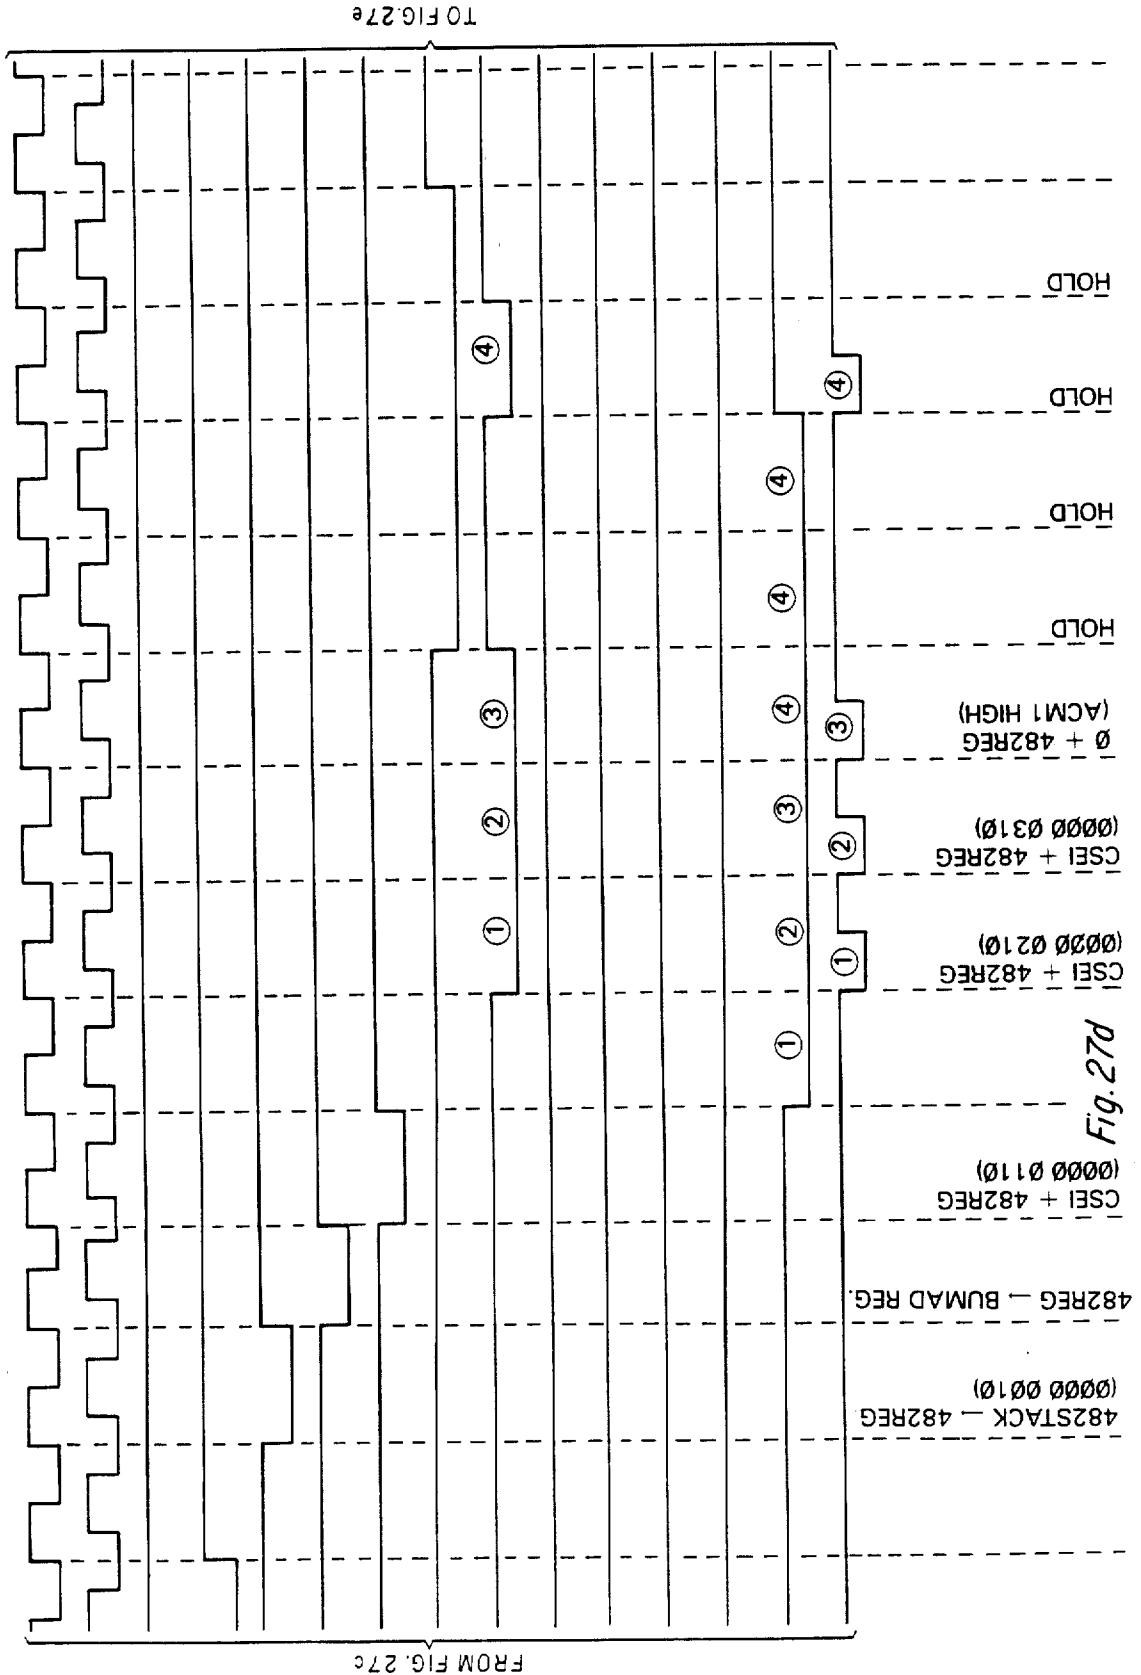 FROM FIG. 27c
482STACK → 482REG
(ØØØØ ØØ1Ø)
482REG → BUMAD REG.
CSEI + 482REG
(ØØØØ Ø11Ø)
Fig. 27d
CSEI + 482REG
(ØØØØ Ø21Ø)
CSEI + 482REG
(ØØØØ Ø31Ø)
Ø + 482REG
(ACM1 HIGH)
HOLD
HOLD
HOLD
HOLD
① ② ③ ④
① ② ③ ④ ④ ④
① ② ③ ④
TO FIG. 27e